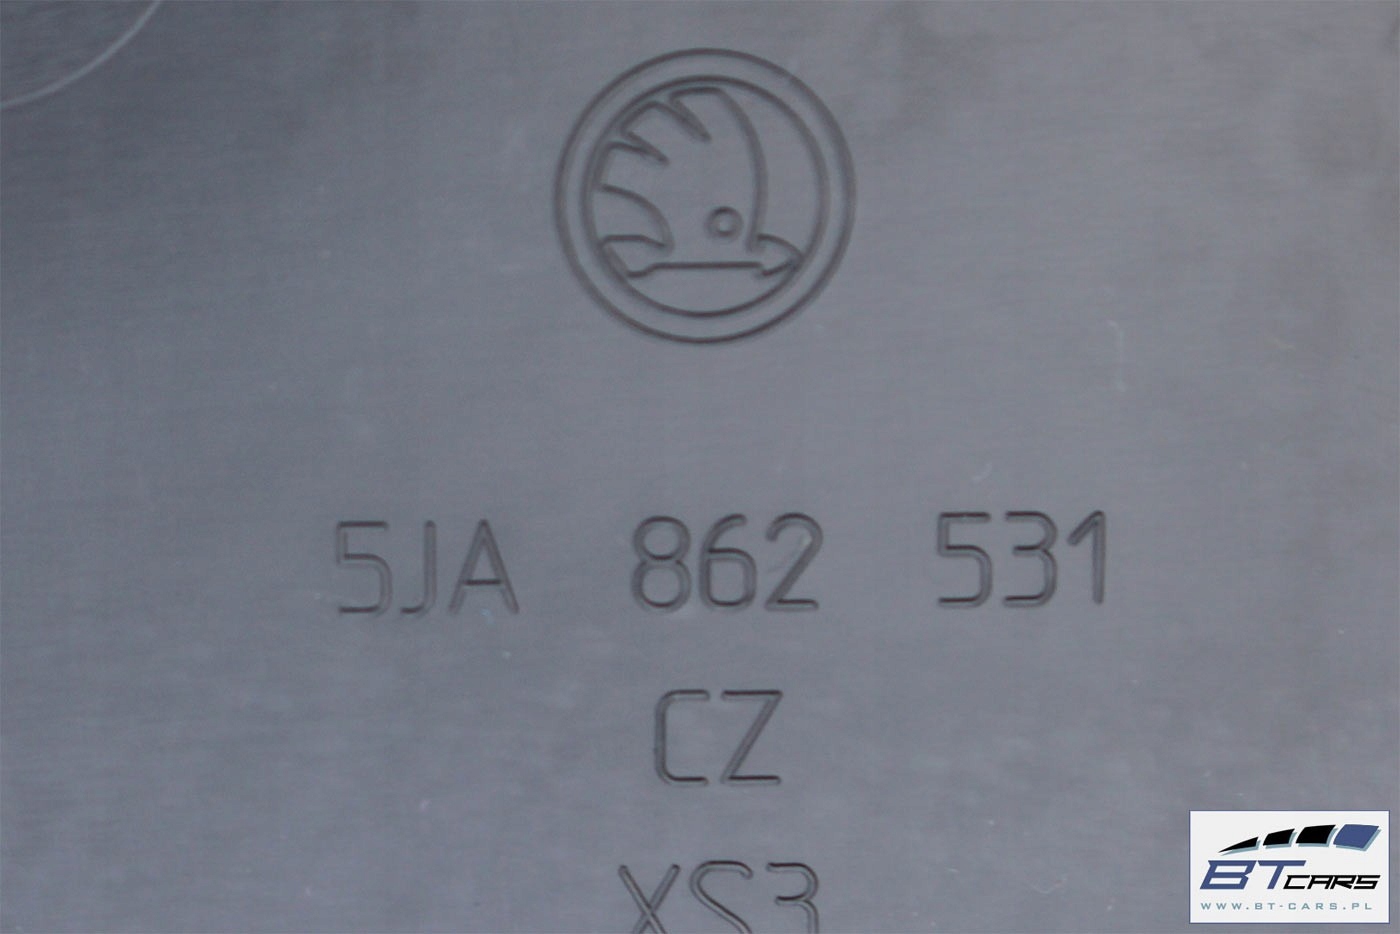 5JA 862 531
CZ
XS3
BT CARS
WWW.BT-CARS.PL